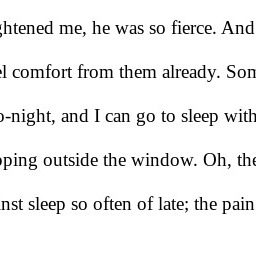 ghtened me, he was so fierce. And
el comfort from them already. Som
o-night, and I can go to sleep with
pping outside the window. Oh, the
nst sleep so often of late; the pain